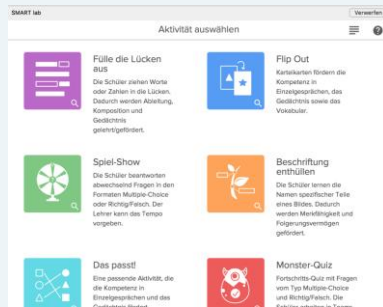 SMART lab
Verwerfen
Aktivität auswählen
Fülle die Lücken
aus
Die Schüler ziehen Worte
oder Zahlen in die Lücken.
Dadurch werden Ableitung,
Komposition und
Gedächtnis
gelehrt/gefördert.
Flip Out
Karteikarten fördern die
Kompetenz in
Einzelgesprächen, das
Gedächtnis sowie das
Vokabular.
Spiel-Show
Die Schüler beantworten
abwechselnd Fragen in den
Formaten Multiple-Choice
oder Richtig/Falsch. Der
Lehrer kann das Tempo
vorgeben.
Beschriftung
enthüllen
Die Schüler lernen die
Namen spezifischer Teile
eines Bildes. Dadurch
werden Merkfähigkeit und
Folgerungsvermögen
gefördert.
Das passt!
Eine passende Aktivität, die
die Kompetenz in
Einzelgesprächen und das
Monster-Quiz
Fortschritts-Quiz mit Fragen
vom Typ Multiple-Choice
und Richtig/Falsch. Die